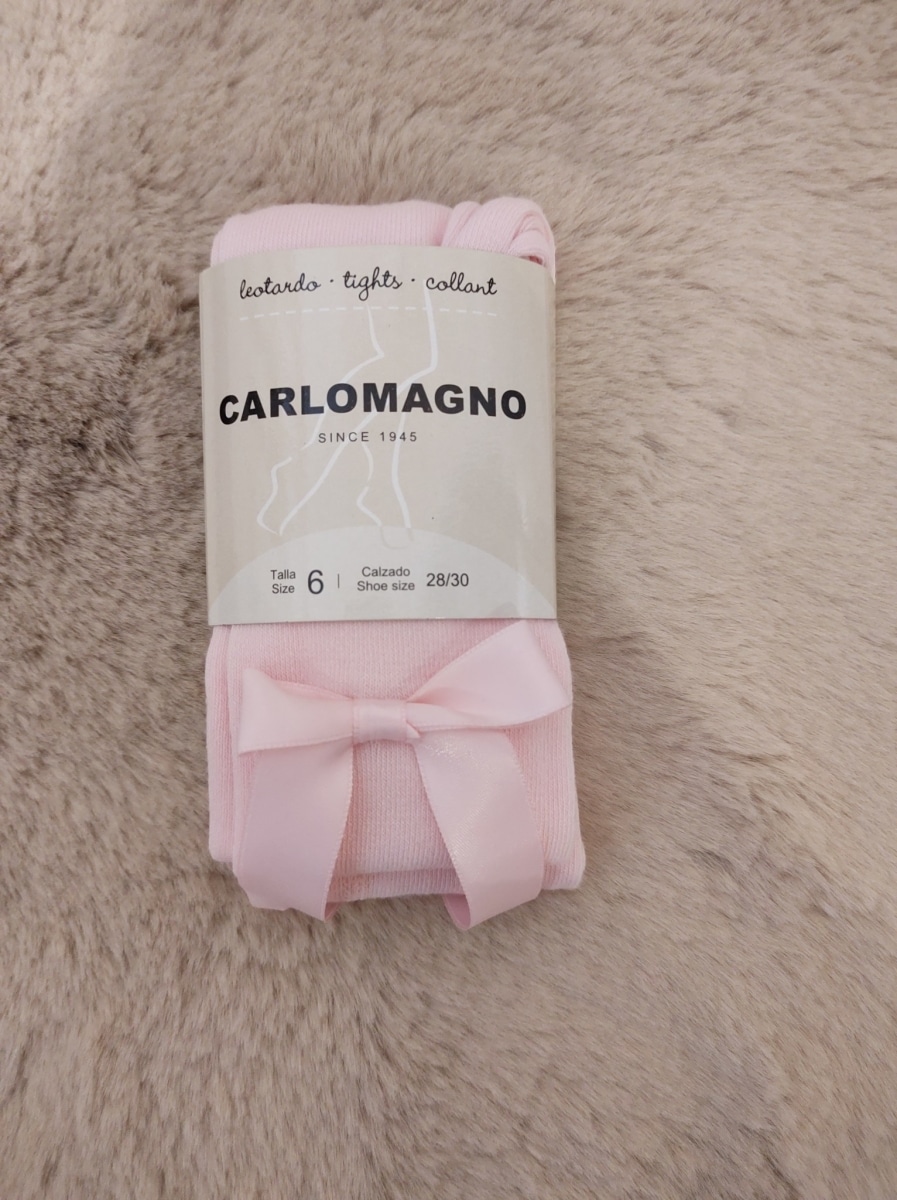 leotardo · tights · collant
CARLOMAGNO
SINCE 1945
Talla Size 6 | Calzado Shoe size 28/30